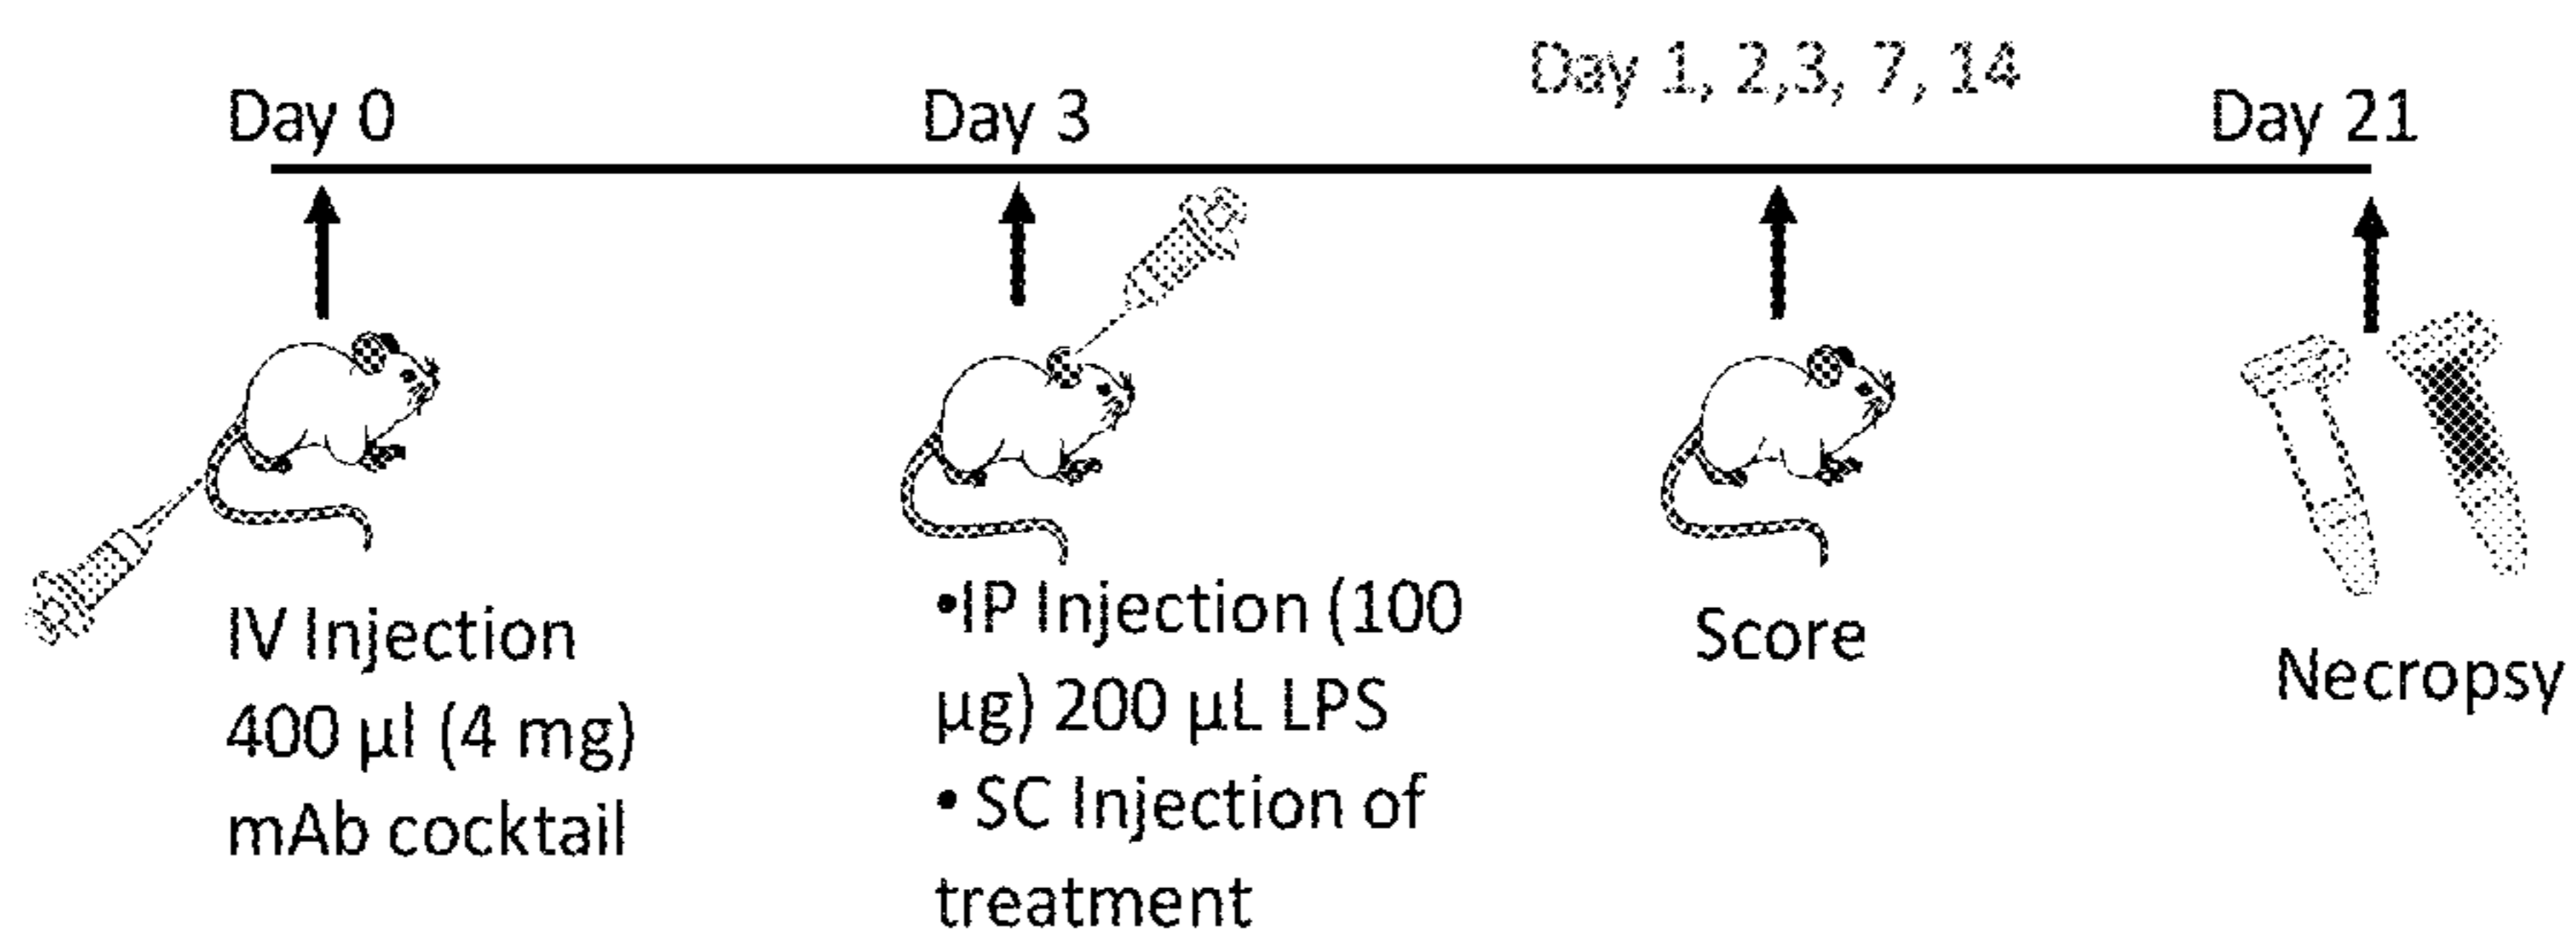 Day 0
Day 3
Day 1, 2,3, 7, 14
Day 21
IV Injection
400 µl (4 mg)
mAb cocktail
•IP Injection (100
µg) 200 µL LPS
• SC Injection of
treatment
Score
Necropsy